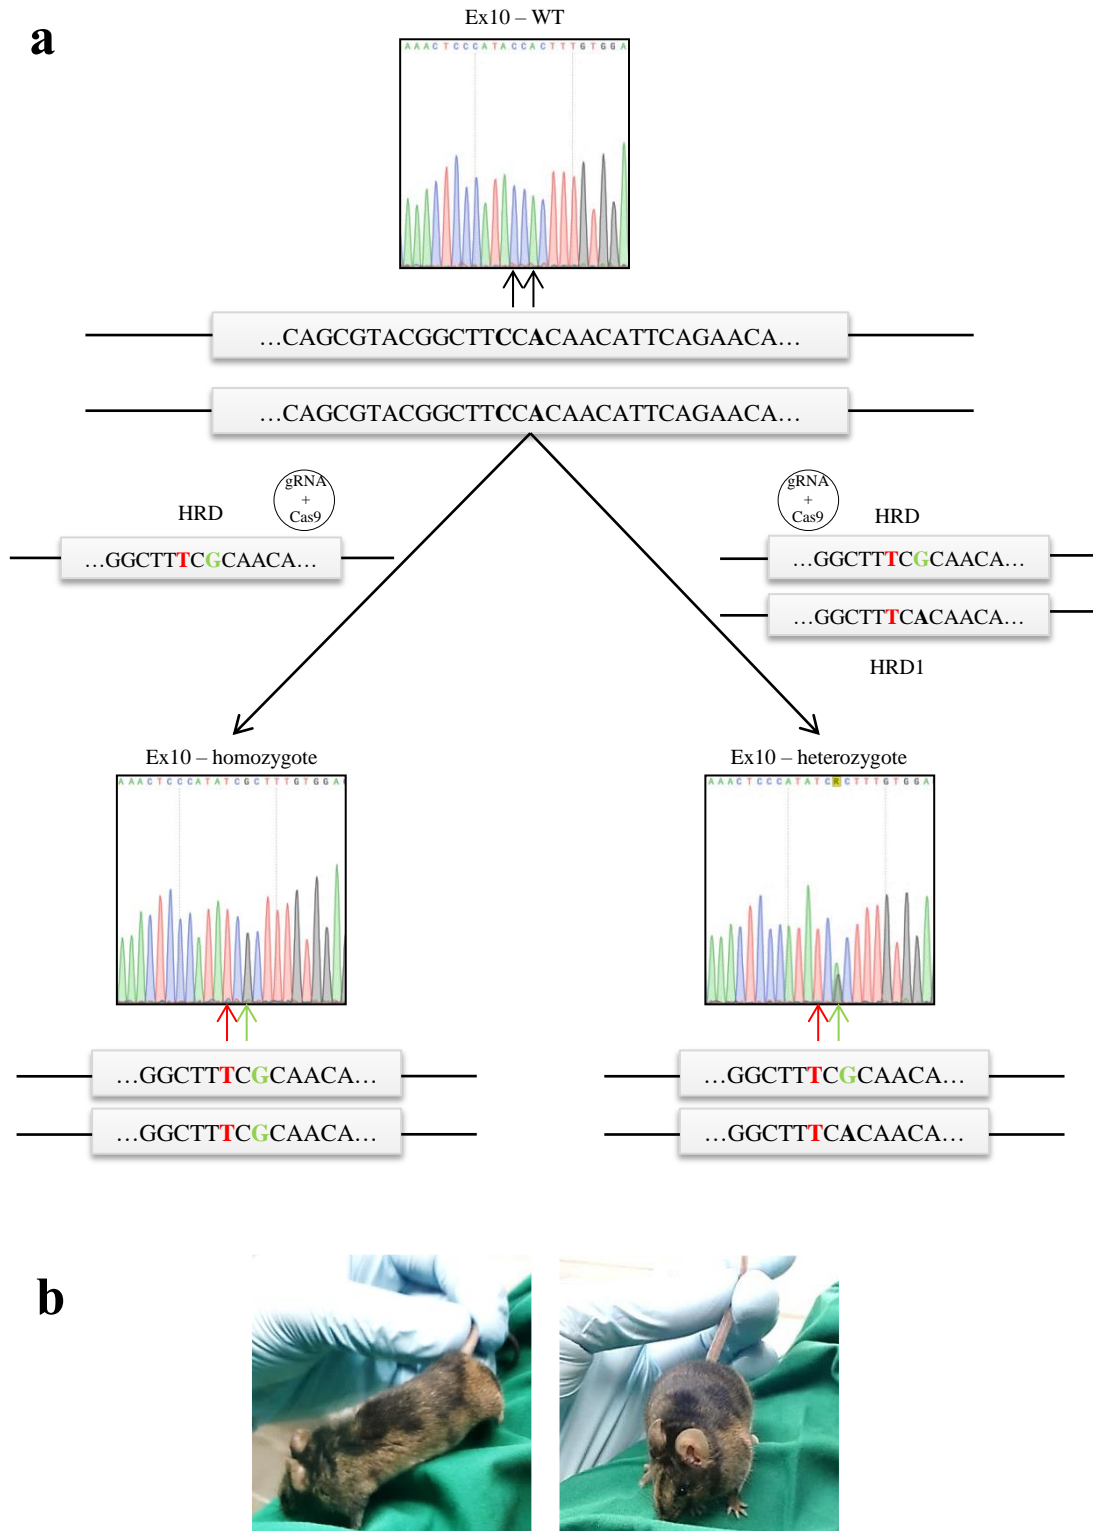 a
Ex10 – WT
AAACTCCCATACCACTTTGTGGA
…CAGCGTACGGCTTCCACAACATTCAGAACA…
…CAGCGTACGGCTTCCACAACATTCAGAACA…
gRNA
+
Cas9
HRD
…GGCTTTCGCAACA…
gRNA
+
Cas9
HRD
…GGCTTTCGCAACA…
…GGCTTTCACAACA…
HRD1
Ex10 – homozygote
AAACTCCCATATCGCTTTGTGGA
Ex10 – heterozygote
AAACTCCCATATCRCTTTGTGGA
…GGCTTTCGCAACA…
…GGCTTTCGCAACA…
…GGCTTTCGCAACA…
…GGCTTTCACAACA…
b